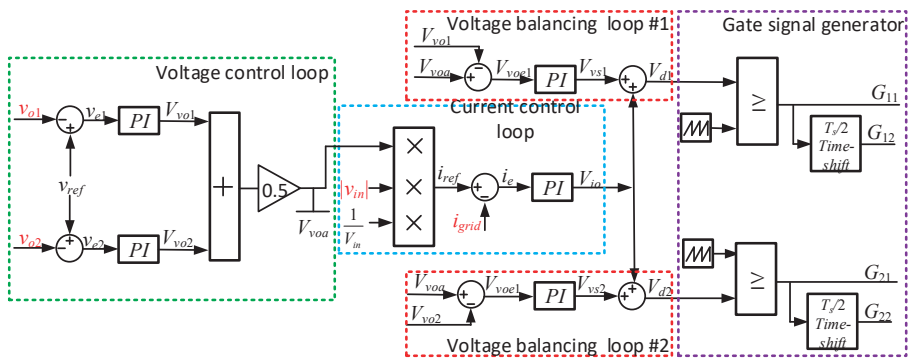 Voltage balancing loop #1
Gate signal generator
V_vo1
V_voa
V_voe1
PI
V_vs1
V_d1
Voltage control loop
v_o1
v_e1
PI
V_vo1
v_ref
v_o2
v_e2
PI
V_vo2
+
0.5
V_voa
Current control
loop
|v_in|
1
V_in
×
×
×
i_ref
i_e
i_grid
PI
V_io
≥
G_11
T_s/2
Time-
shift
G_12
V_voa
V_vo2
V_voe1
PI
V_vs2
V_d2
Voltage balancing loop #2
≥
G_21
T_s/2
Time-
shift
G_22